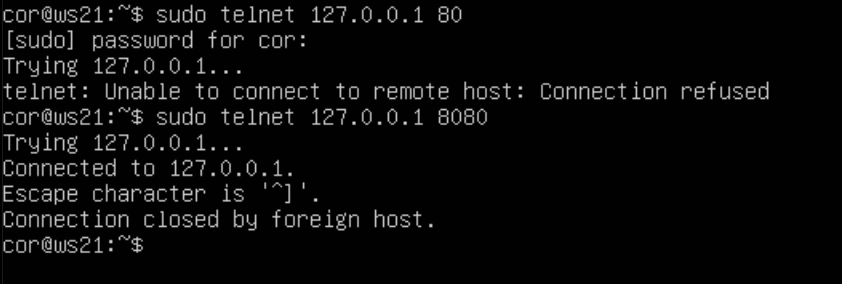 cor@ws21:~$ sudo telnet 127.0.0.1 80
[sudo] password for cor:
Trying 127.0.0.1...
telnet: Unable to connect to remote host: Connection refused
cor@ws21:~$ sudo telnet 127.0.0.1 8080
Trying 127.0.0.1...
Connected to 127.0.0.1.
Escape character is '^]'.
Connection closed by foreign host.
cor@ws21:~$